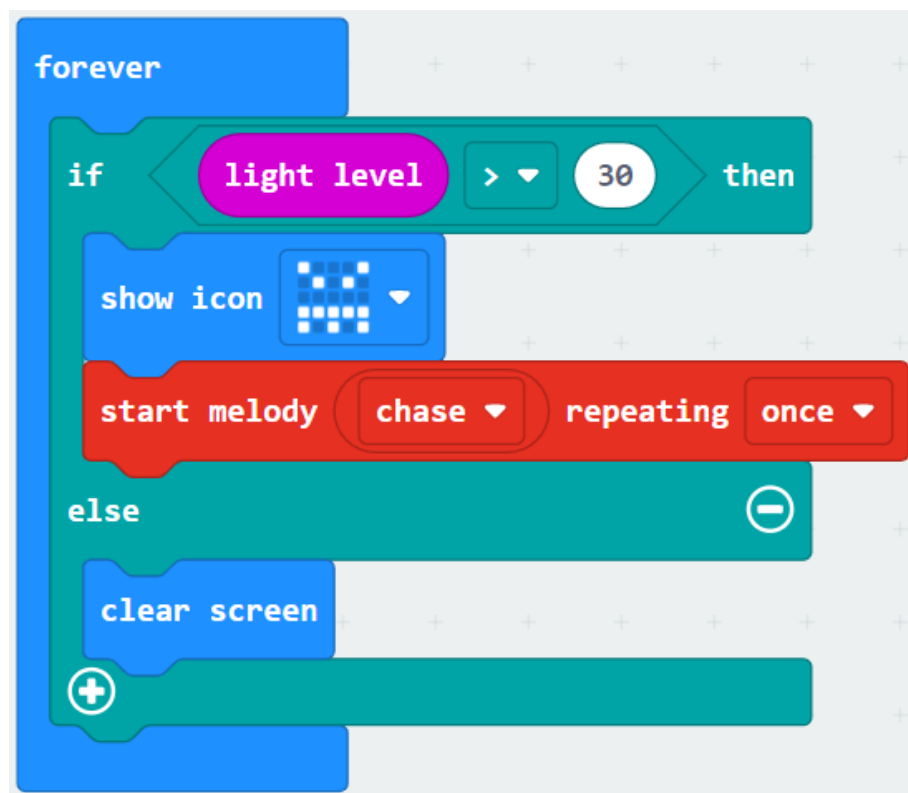 forever
if light level > 30 then
show icon
start melody chase repeating once
else
clear screen